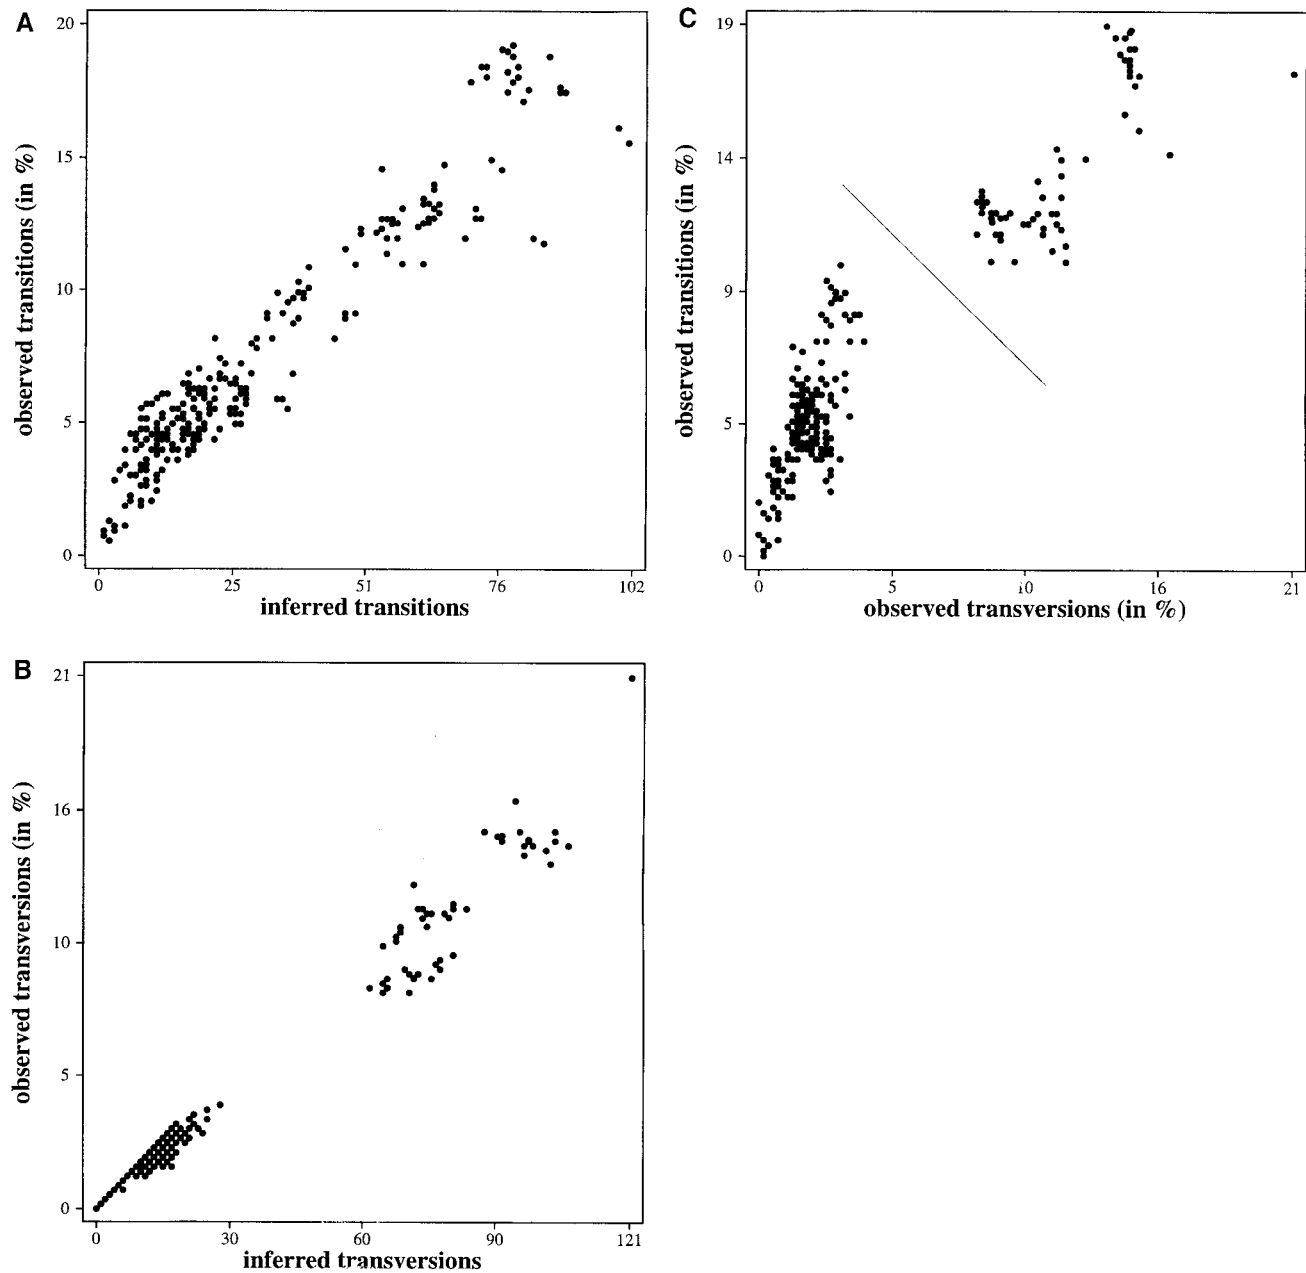 A
20
15
10
5
0
observed transitions (in %)
0 25 51 76 102
inferred transitions
C
19
14
9
5
0
observed transitions (in %)
0 5 10 16 21
observed transversions (in %)
B
21
16
10
5
0
observed transversions (in %)
0 30 60 90 121
inferred transversions